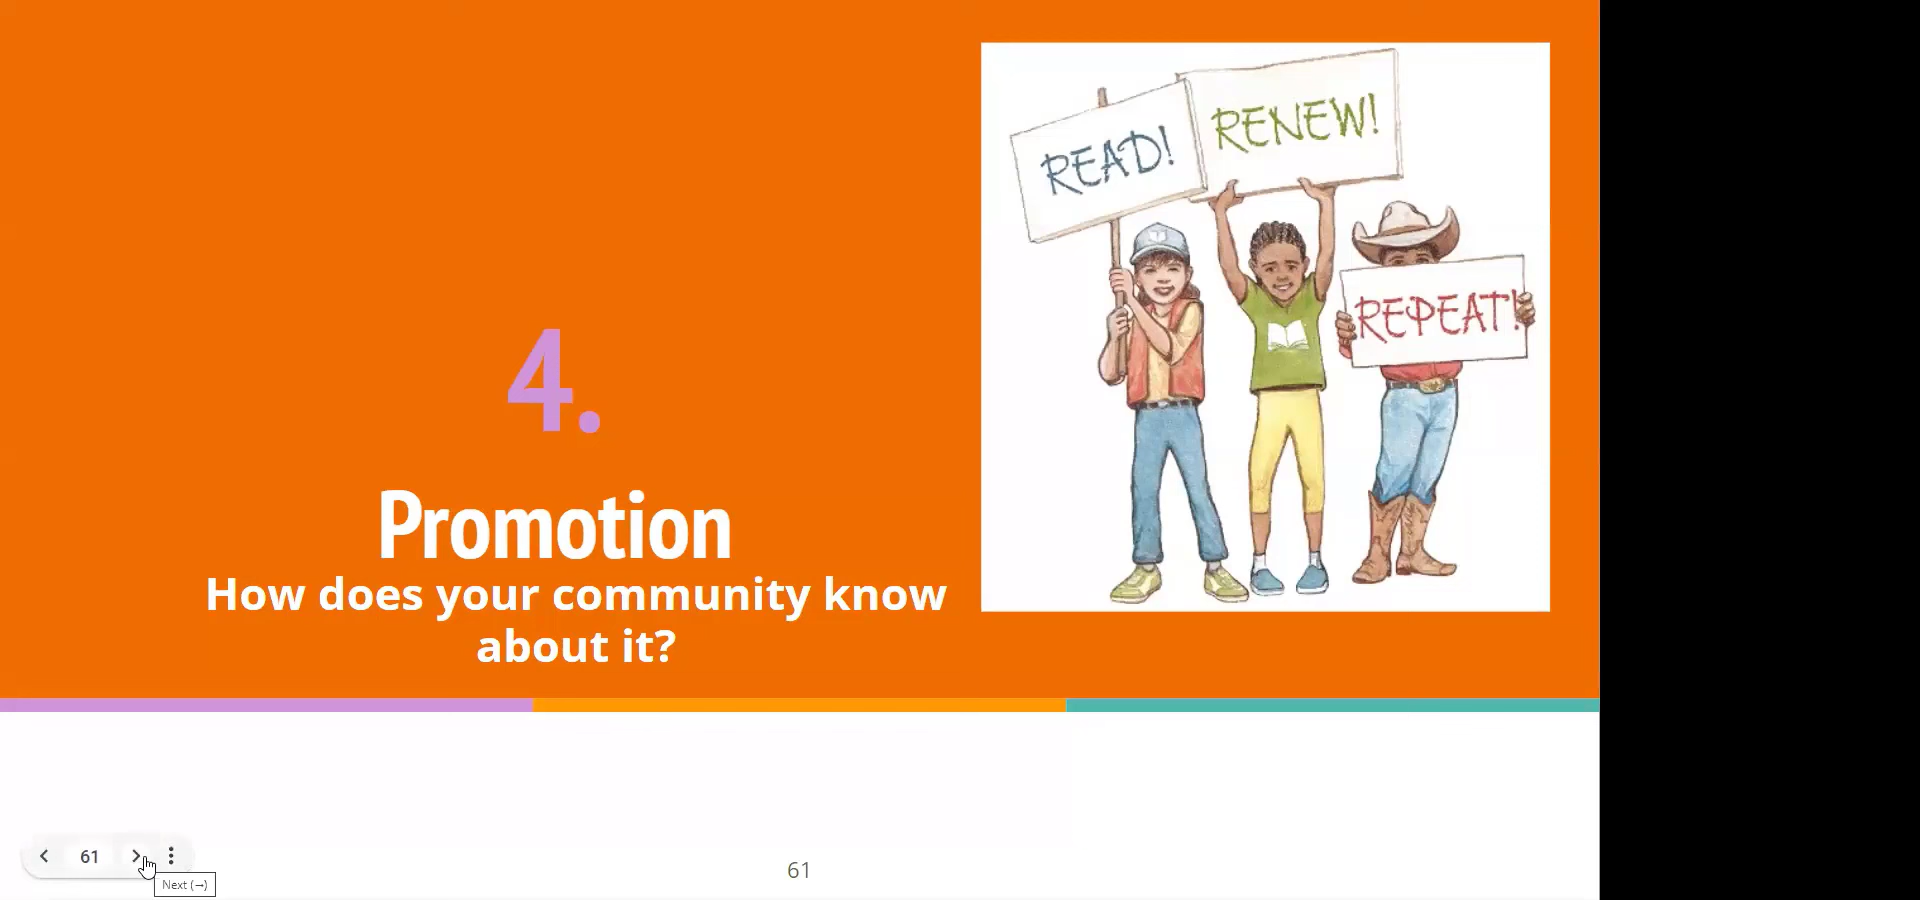 READ!
RENEW!
REPEAT!
4.
Promotion
How does your community know
about it?
61
61
Next (→)